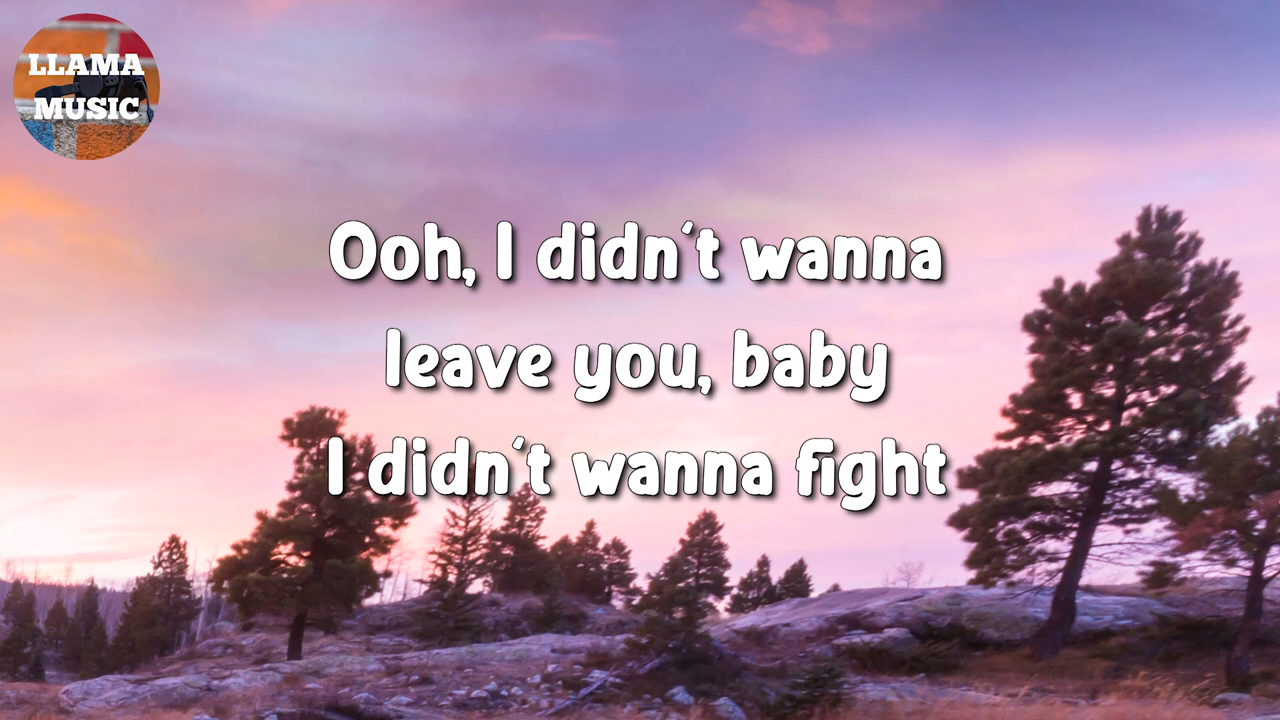 LLAMA
MUSIC
Ooh, I didn't wanna
leave you, baby
I didn't wanna fight